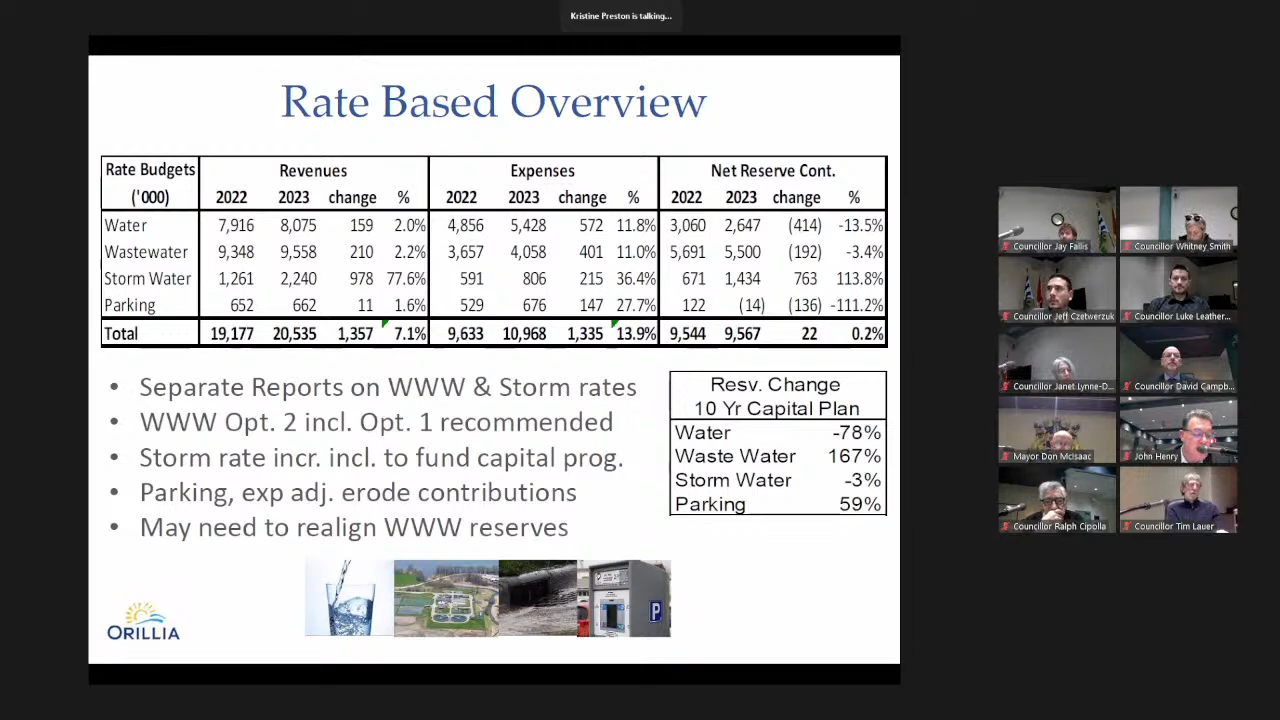 Kristine Preston is talking...
Rate Based Overview
Rate Budgets Revenues Expenses Net Reserve Cont.
('000) 2022 2023 change % 2022 2023 change % 2022 2023 change %
Water 7,916 8,075 159 2.0% 4,856 5,428 572 11.8% 3,060 2,647 (414) -13.5%
Wastewater 9,348 9,558 210 2.2% 3,657 4,058 401 11.0% 5,691 5,500 (192) -3.4%
Storm Water 1,261 2,240 978 77.6% 591 806 215 36.4% 671 1,434 763 113.8%
Parking 652 662 11 1.6% 529 676 147 27.7% 122 (14) (136) -111.2%
Total 19,177 20,535 1,357 7.1% 9,633 10,968 1,335 13.9% 9,544 9,567 22 0.2%
• Separate Reports on WWW & Storm rates
• WWW Opt. 2 incl. Opt. 1 recommended
• Storm rate incr. incl. to fund capital prog.
• Parking, exp adj. erode contributions
• May need to realign WWW reserves
Resv. Change
10 Yr Capital Plan
Water -78%
Waste Water 167%
Storm Water -3%
Parking 59%
P
ORILLIA
Councillor Jay Fallis
Councillor Whitney Smith
Councillor Jeff Czetwerzuk
Councillor Luke Leather...
Councillor Janet Lynne-D...
Councillor David Campb...
Mayor Don McIsaac
John Henry
Councillor Ralph Cipolla
Councillor Tim Lauer